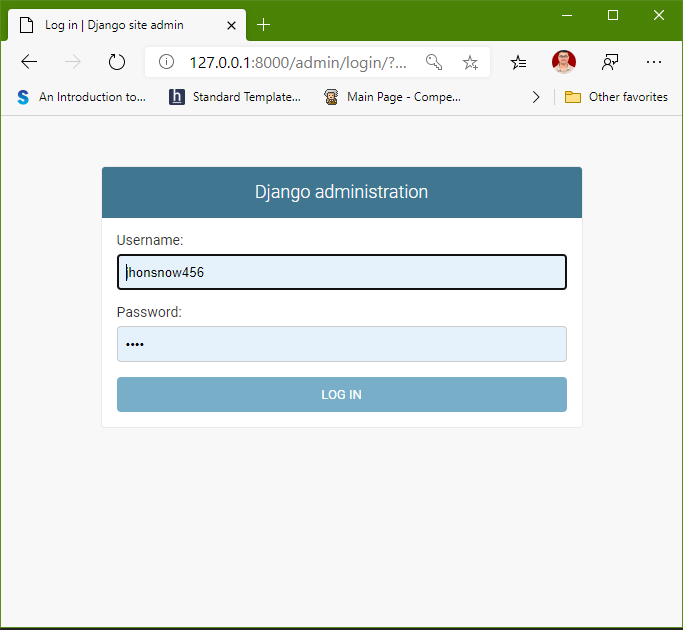 Log in | Django site admin
127.0.0.1:8000/admin/login/?...
An Introduction to... Standard Template... Main Page - Compe... Other favorites
Django administration
Username:
jhonsnow456
Password:
••••
LOG IN